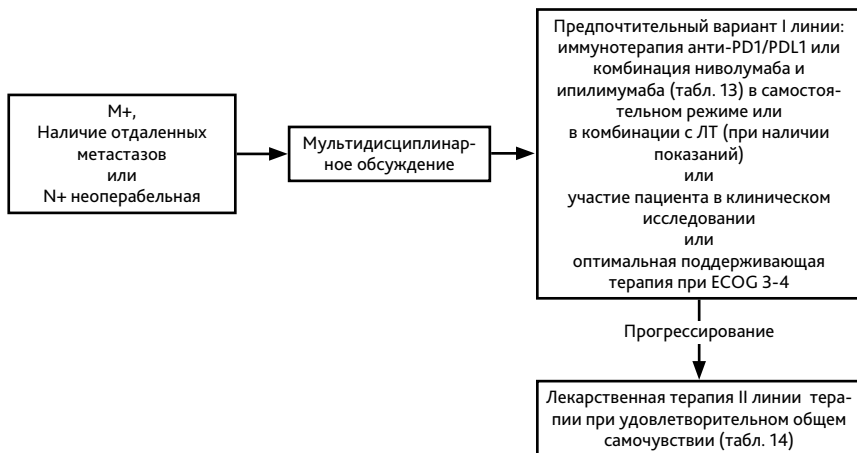 М+,
Наличие отдаленных
метастазов
или
N+ неоперабельная
Мультидисциплинар-
ное обсуждение
Предпочтительный вариант I линии:
иммунотерапия анти-PD1/PDL1 или
комбинация ниволумаба и
ипилимумаба (табл. 13) в самостоя-
тельном режиме или
в комбинации с ЛТ (при наличии
показаний)
или
участие пациента в клиническом
исследовании
или
оптимальная поддерживающая
терапия при ECOG 3-4
Прогрессирование
Лекарственная терапия II линии тера-
пии при удовлетворительном общем
самочувствии (табл. 14)